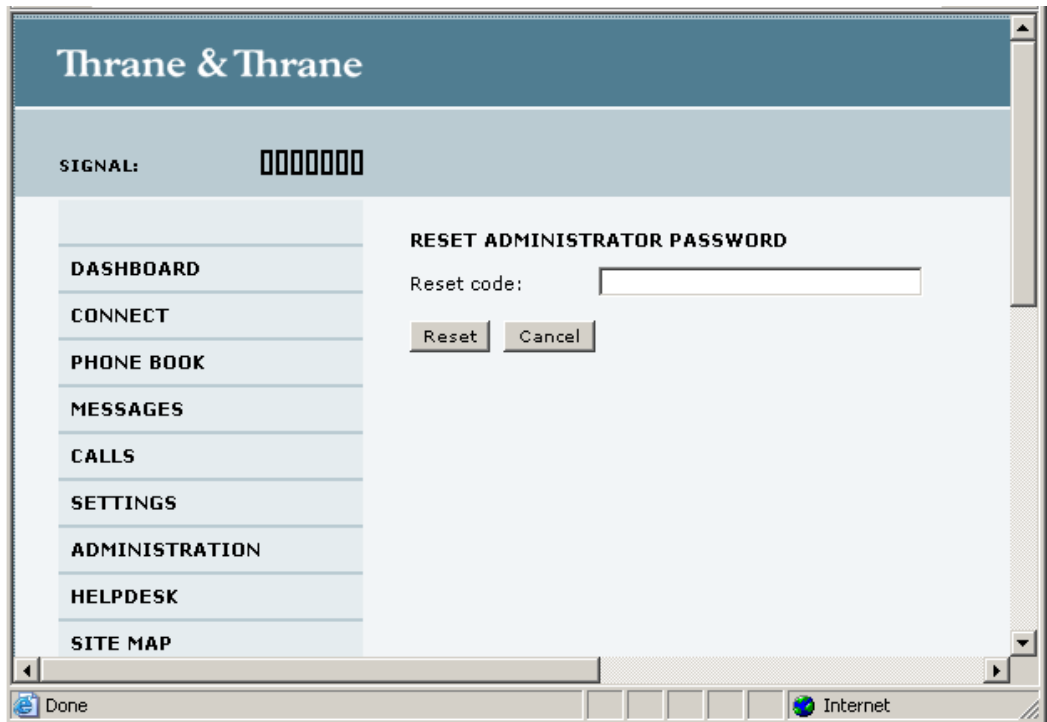 Thrane & Thrane
SIGNAL:
RESET ADMINISTRATOR PASSWORD
Reset code:
Reset Cancel
DASHBOARD
CONNECT
PHONE BOOK
MESSAGES
CALLS
SETTINGS
ADMINISTRATION
HELPDESK
SITE MAP
Done Internet